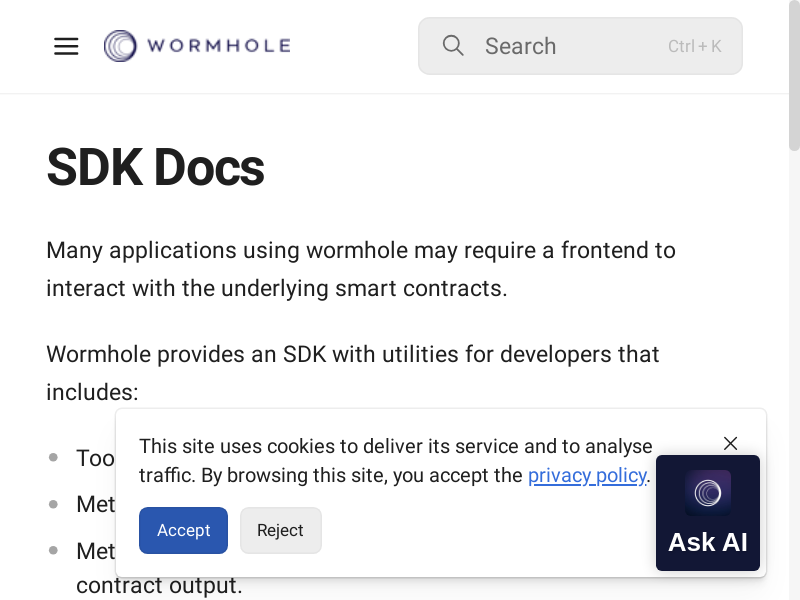 WORMHOLE
Search
Ctrl + K
SDK Docs
Many applications using wormhole may require a frontend to
interact with the underlying smart contracts.
Wormhole provides an SDK with utilities for developers that
includes:
Too
Met
Met
contract output.
This site uses cookies to deliver its service and to analyse
traffic. By browsing this site, you accept the privacy policy.
Accept
Reject
Ask AI